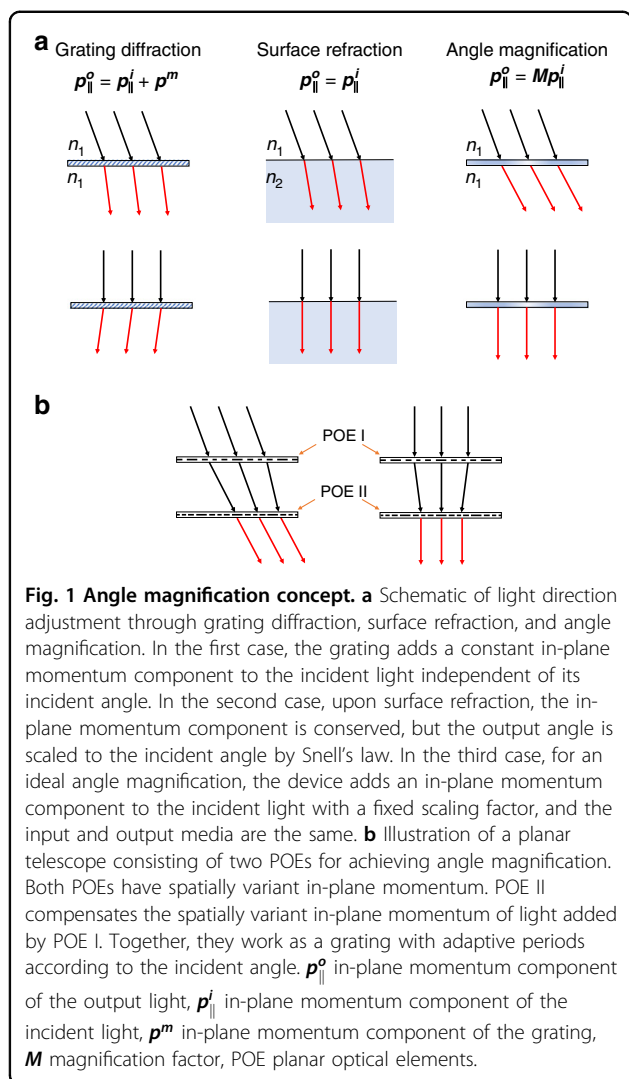 a
Grating diffraction
Surface refraction
Angle magnification
p∥ᵒ = p∥ⁱ + pᵐ
p∥ᵒ = p∥ⁱ
p∥ᵒ = Mp∥ⁱ
n₁
n₁
n₁
n₂
n₁
n₁
b
POE I
POE II
Fig. 1 Angle magnification concept. a Schematic of light direction
adjustment through grating diffraction, surface refraction, and angle
magnification. In the first case, the grating adds a constant in-plane
momentum component to the incident light independent of its
incident angle. In the second case, upon surface refraction, the in-
plane momentum component is conserved, but the output angle is
scaled to the incident angle by Snell's law. In the third case, for an
ideal angle magnification, the device adds an in-plane momentum
component to the incident light with a fixed scaling factor, and the
input and output media are the same. b Illustration of a planar
telescope consisting of two POEs for achieving angle magnification.
Both POEs have spatially variant in-plane momentum. POE II
compensates the spatially variant in-plane momentum of light added
by POE I. Together, they work as a grating with adaptive periods
according to the incident angle. p∥ᵒ in-plane momentum component
of the output light, p∥ⁱ in-plane momentum component of the
incident light, pᵐ in-plane momentum component of the grating,
M magnification factor, POE planar optical elements.